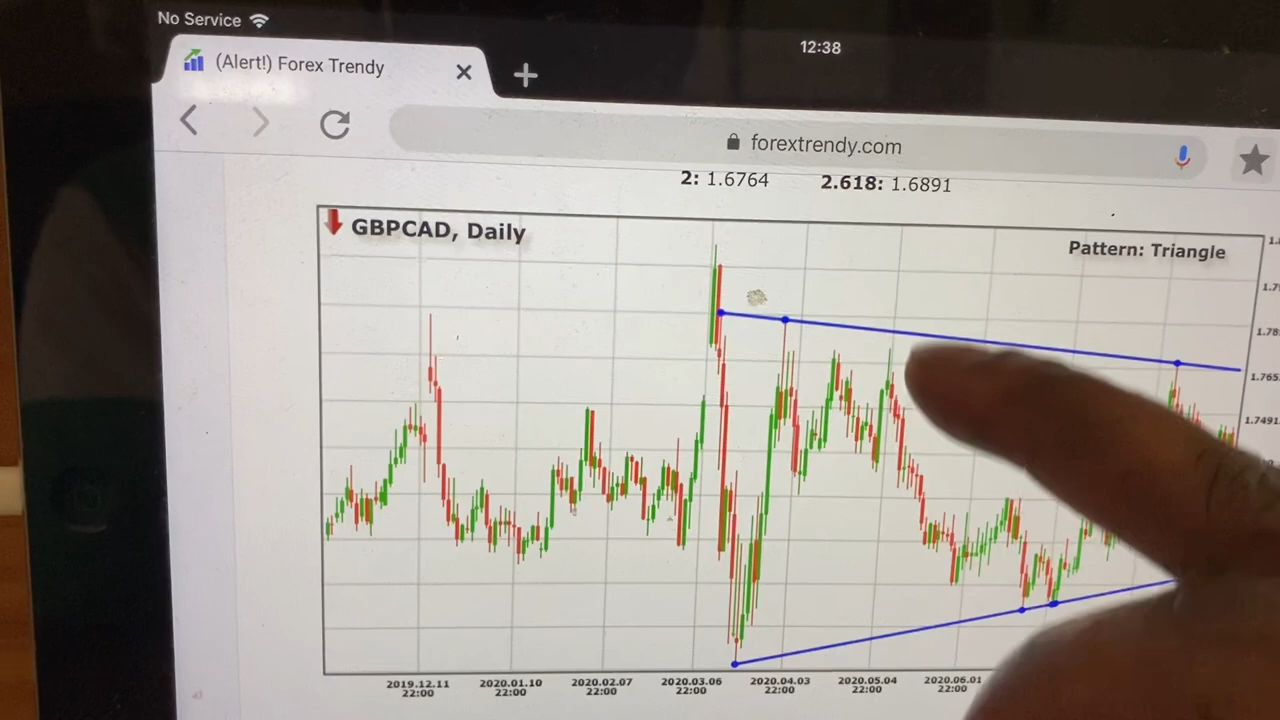 No Service
12:38
(Alert!) Forex Trendy
forextrendy.com
2: 1.6764 2.618: 1.6891
GBPCAD, Daily
Pattern: Triangle
1.7491
2019.12.11 2020.01.10 2020.02.07 2020.03.06 2020.04.03 2020.05.04 2020.06.01
22:00 22:00 22:00 22:00 22:00 22:00 22:00